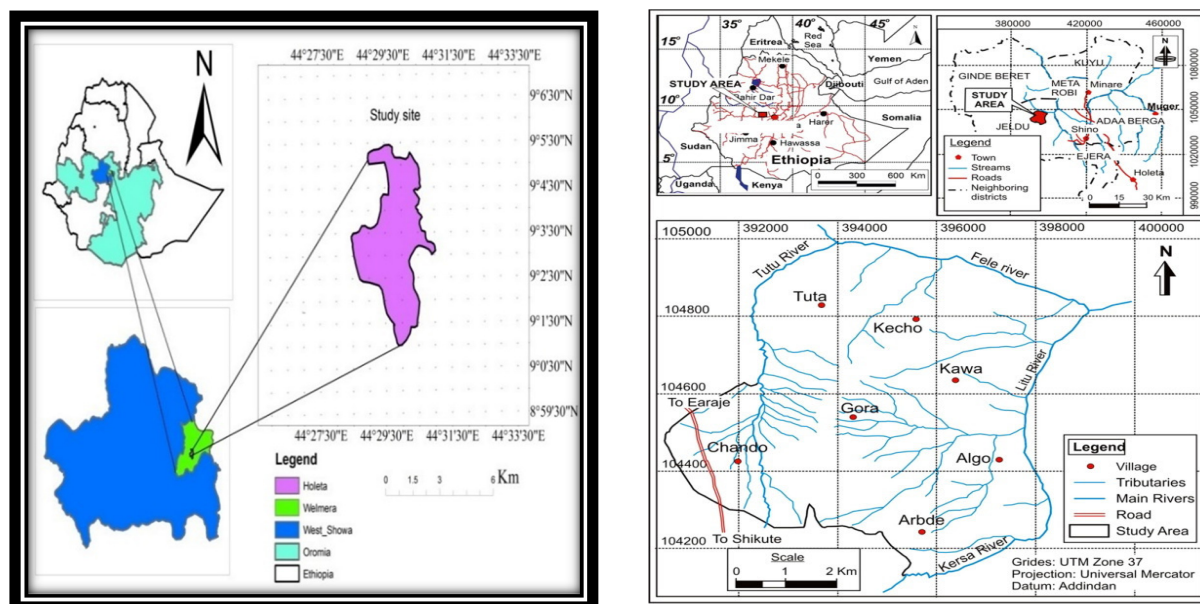 N
44°27'30"E 44°29'30"E 44°31'30"E 44°33'30"E
Study site
9°6'30"N
9°5'30"N
9°4'30"N
9°3'30"N
9°2'30"N
9°1'30"N
9°0'30"N
8°59'30"N
44°27'30"E 44°29'30"E 44°31'30"E 44°33'30"E
Legend
Holeta
Welmera
West_Showa
Oromia
Ethiopia
0 1.5 3 6 Km
35° 40° 45°
15°
10°
5°
Eritrea
Red
Sea
N
Mekele
Yemen
STUDY AREA
Gulf of Aden
Bahir Dar
Djibouti
Harer
Somalia
Sudan
Jimma
Hawassa
Ethiopia
Uganda
Kenya
0 300 600 Km
380000 420000 460000
N
1080000
1050000
1000000
990000
KUYU
GINDE BERET
META
ROBI
Minare
STUDY
AREA
Muger
ADAA BERGA
JELDU
Shino
EJERA
Holeta
Legend
Town
Streams
Roads
Neighboring
districts
0 15 30 Km
392000 394000 396000 398000 400000
105000
104800
104600
104400
104200
N
Tutu River
Fele river
Tuta
Kecho
Kawa
Litu River
To Earaje
Gora
Chando
Algo
Arbde
To Shikute
Kersa River
Legend
Village
Tributaries
Main Rivers
Road
Study Area
Scale
0 1 2 Km
Grides: UTM Zone 37
Projection: Universal Mercator
Datum: Addindan